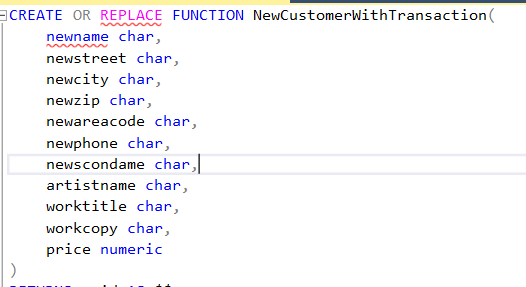 CREATE OR REPLACE FUNCTION NewCustomerWithTransaction(
newname char,
newstreet char,
newcity char,
newzip char,
newareacode char,
newphone char,
newscondame char,
artistname char,
worktitle char,
workcopy char,
price numeric
)